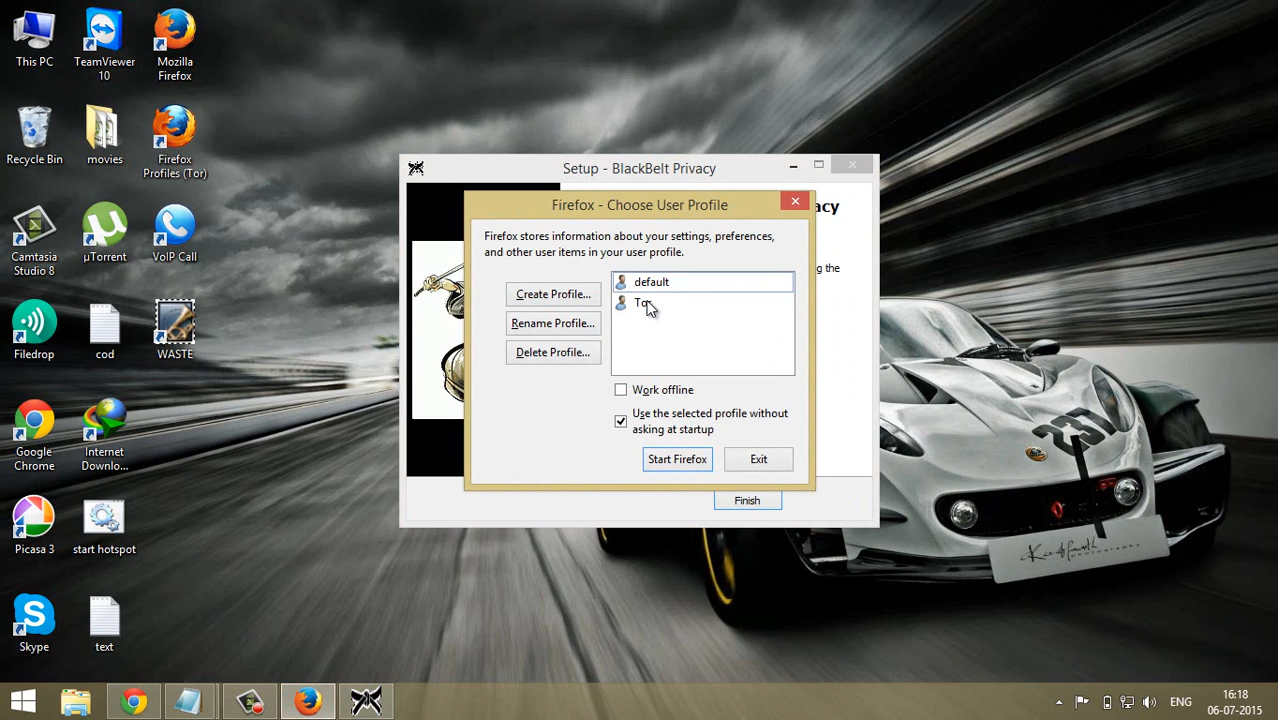 This PC
TeamViewer
10
Mozilla
Firefox
Recycle Bin
movies
Firefox
Profiles (Tor)
Camtasia
Studio 8
µTorrent
VoIP Call
Filedrop
cod
WASTE
Google
Chrome
Internet
Downlo...
Picasa 3
start hotspot
Skype
text
Setup - BlackBelt Privacy
Firefox - Choose User Profile
Firefox stores information about your settings, preferences,
and other user items in your user profile.
Create Profile...
Rename Profile...
Delete Profile...
default
Work offline
Use the selected profile without
asking at startup
Start Firefox
Exit
Finish
ENG
16:18
06-07-2015